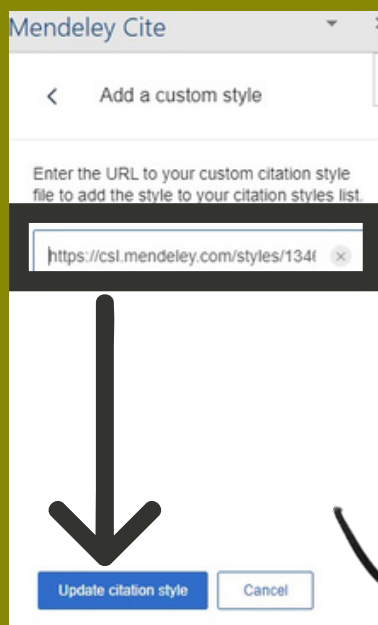 Mendeley Cite
Add a custom style
Enter the URL to your custom citation style
file to add the style to your citation styles list.
https://csl.mendeley.com/styles/1346
Update citation style
Cancel